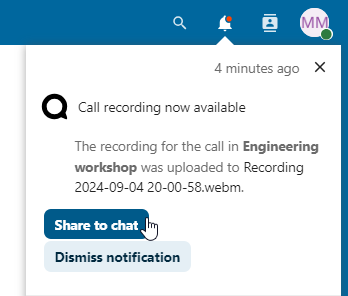 MM
4 minutes ago
Call recording now available
The recording for the call in Engineering
workshop was uploaded to Recording
2024-09-04 20-00-58.webm.
Share to chat
Dismiss notification